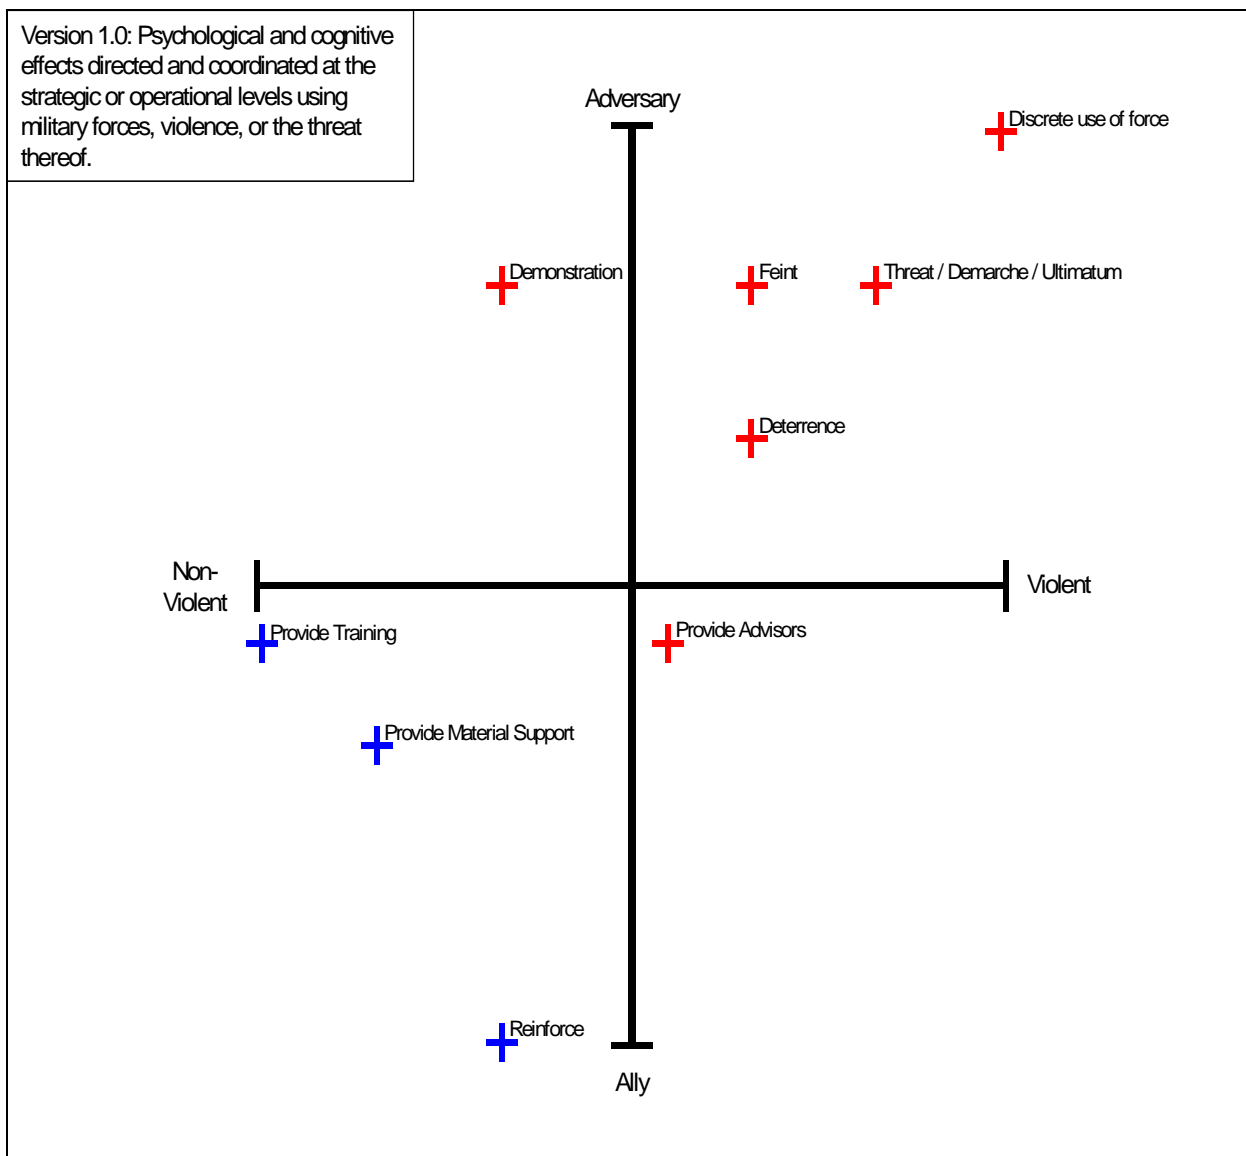 Version 1.0: Psychological and cognitive
effects directed and coordinated at the
strategic or operational levels using
military forces, violence, or the threat
thereof.
Adversary
Discrete use of force
Demonstration
Feint
Threat / Demarche / Ultimatum
Deterrence
Non-
Violent
Violent
Provide Training
Provide Advisors
Provide Material Support
Reinforce
Ally